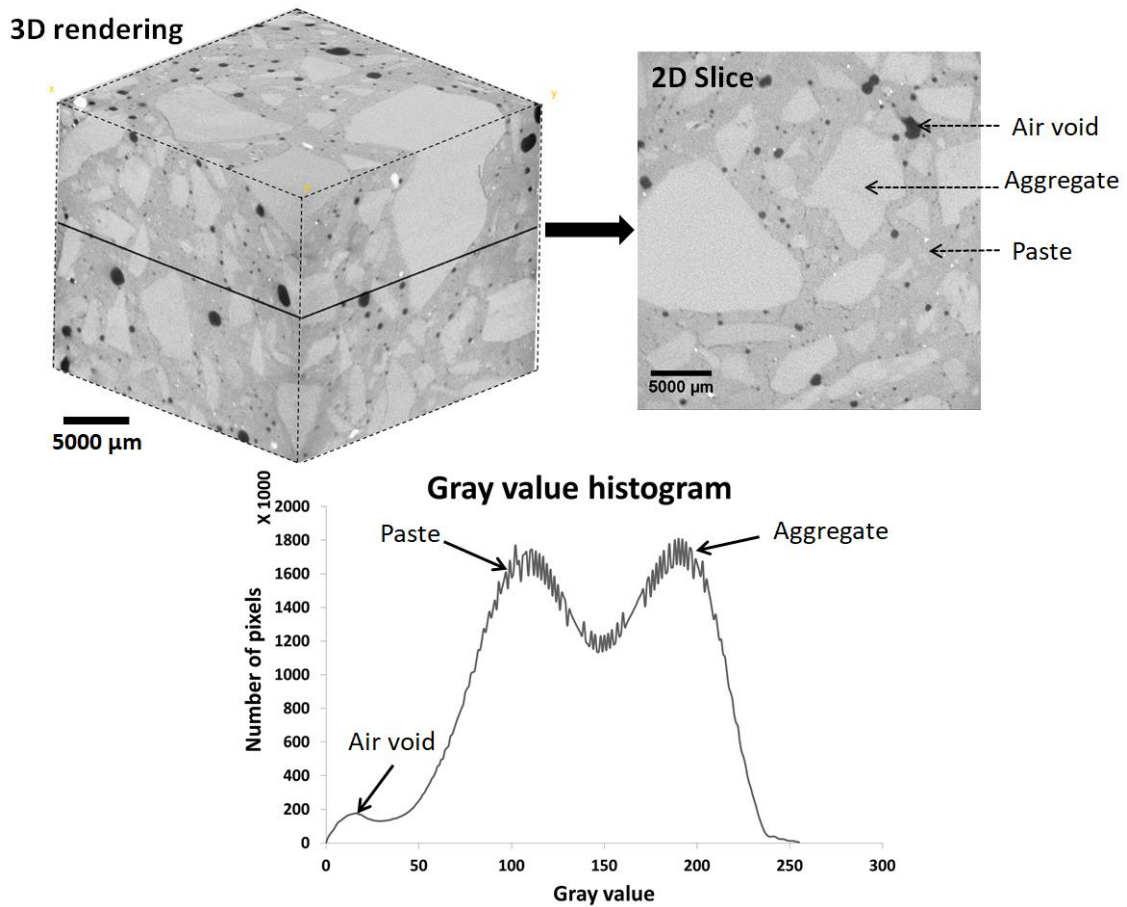 3D rendering
x
y
5000 µm
2D Slice
Air void
Aggregate
Paste
5000 µm
Gray value histogram
X 1000
Number of pixels
2000
1800
1600
1400
1200
1000
800
600
400
200
0
Paste
Aggregate
Air void
0
50
100
150
200
250
300
Gray value